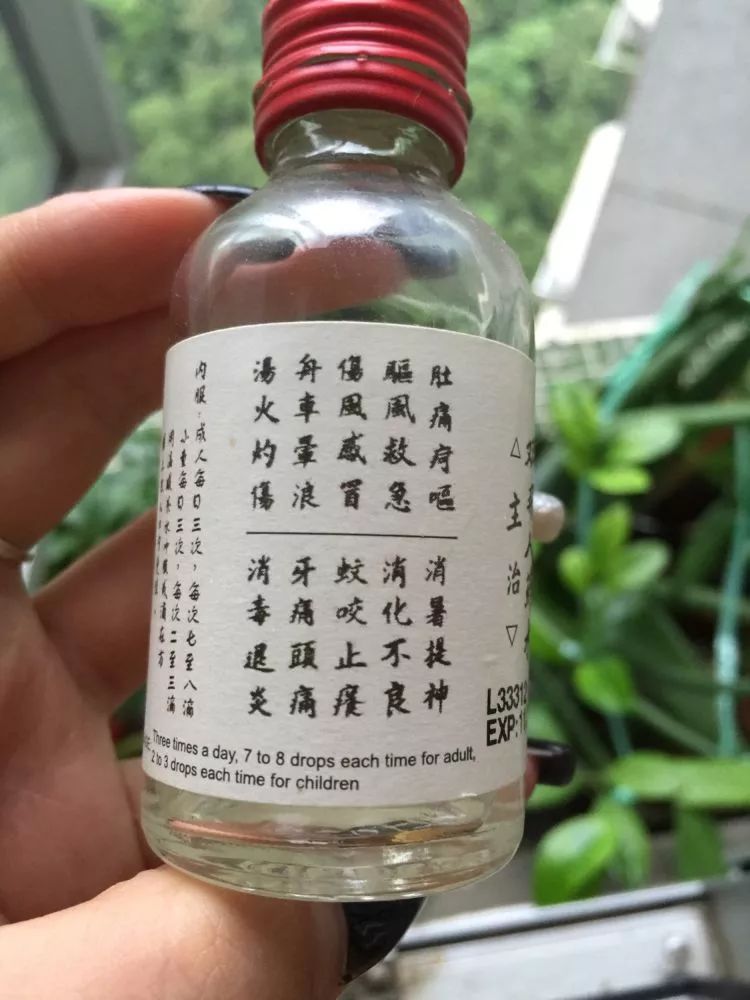 △主治▽
肚痛疴嘔
驅風救急
傷風感冒
舟車暈浪
湯火灼傷
消暑提神
消化不良
蚊咬止癢
牙痛頭痛
消毒退炎
內服：成人每日三次，每次七至八滴
小童每日三次，每次二至三滴
Three times a day, 7 to 8 drops each time for adult,
2 to 3 drops each time for children
L33312
EXP: